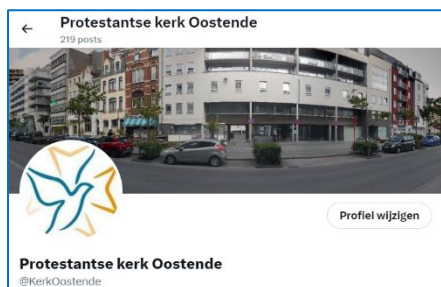 Protestantse kerk Oostende
219 posts
Profiel wijzigen
Protestantse kerk Oostende
@KerkOostende